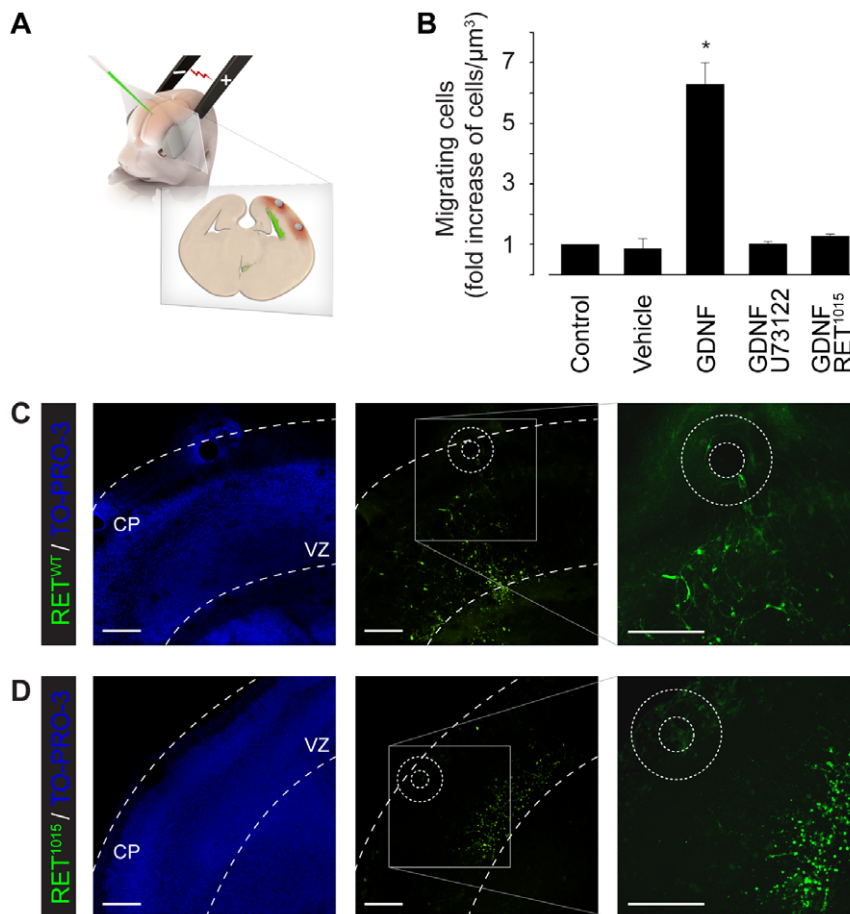 A
− +
B
Migrating cells
(fold increase of cells/µm³)
7
6
5
3
1
*
Control
Vehicle
GDNF
GDNF
U73122
GDNF
RET¹⁰¹⁵
C
RETᵂᵀ / TO-PRO-3
CP
VZ
D
RET¹⁰¹⁵ / TO-PRO-3
CP
VZ